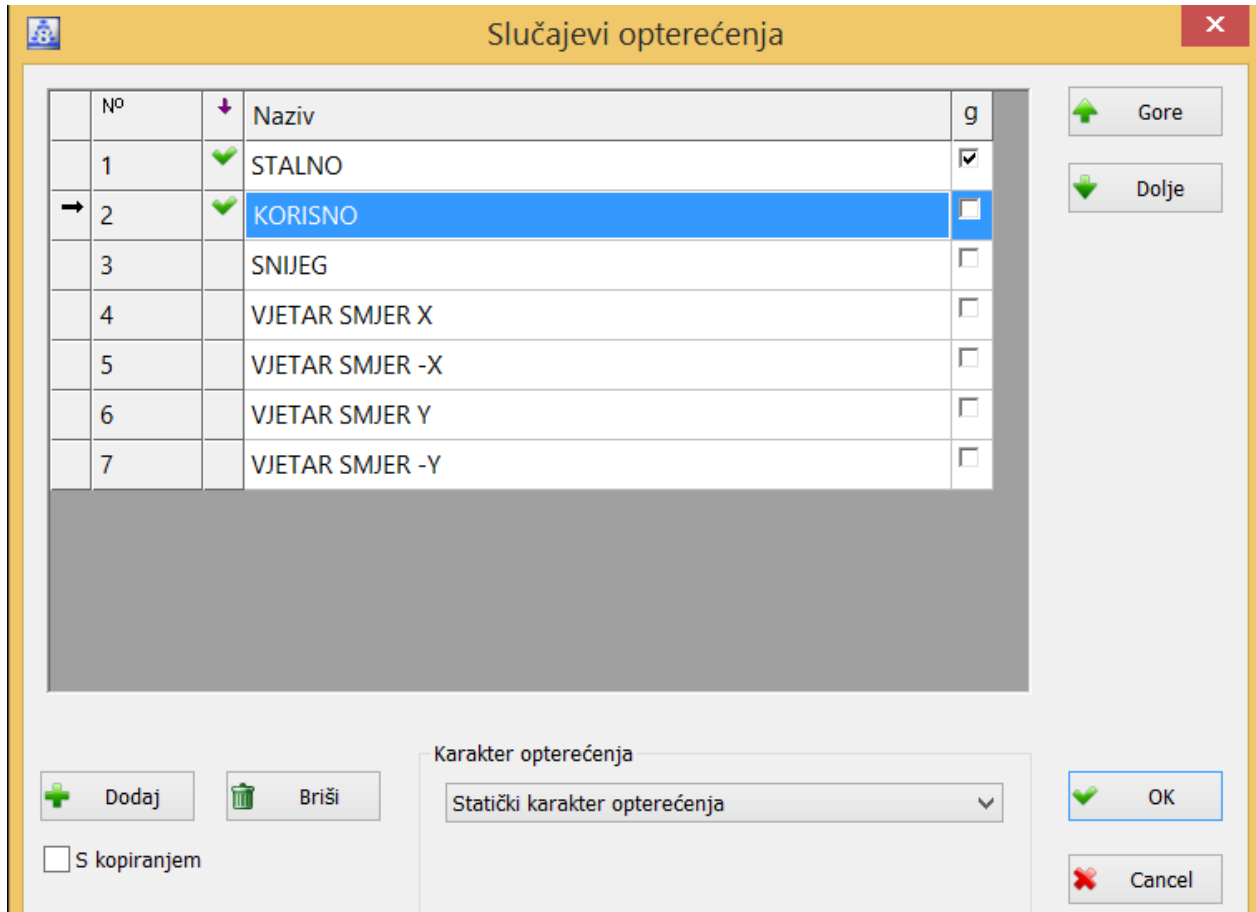 Slučajevi opterećenja
Nº Naziv g
1 STALNO
2 KORISNO
3 SNIJEG
4 VJETAR SMJER X
5 VJETAR SMJER -X
6 VJETAR SMJER Y
7 VJETAR SMJER -Y
Gore
Dolje
Karakter opterećenja
Dodaj
Briši
Statički karakter opterećenja
OK
S kopiranjem
Cancel